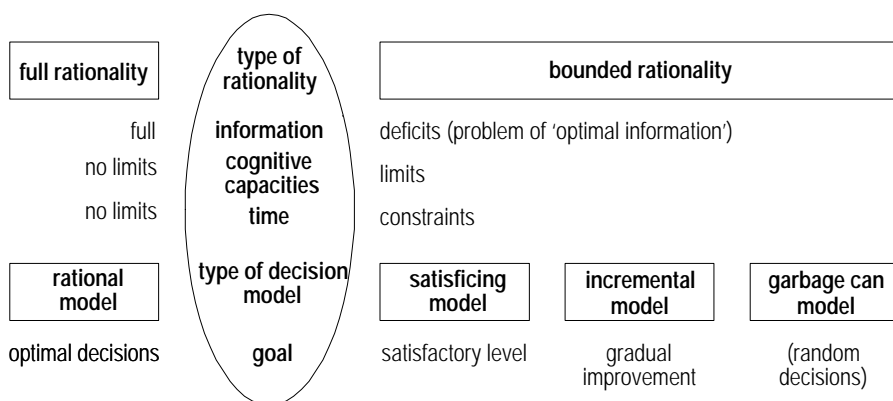 full rationality
type of
rationality
bounded rationality
full
information
deficits (problem of ‘optimal information’)
no limits
cognitive
capacities
limits
no limits
time
constraints
rational
model
type of decision
model
satisficing
model
incremental
model
garbage can
model
optimal decisions
goal
satisfactory level
gradual
improvement
(random
decisions)